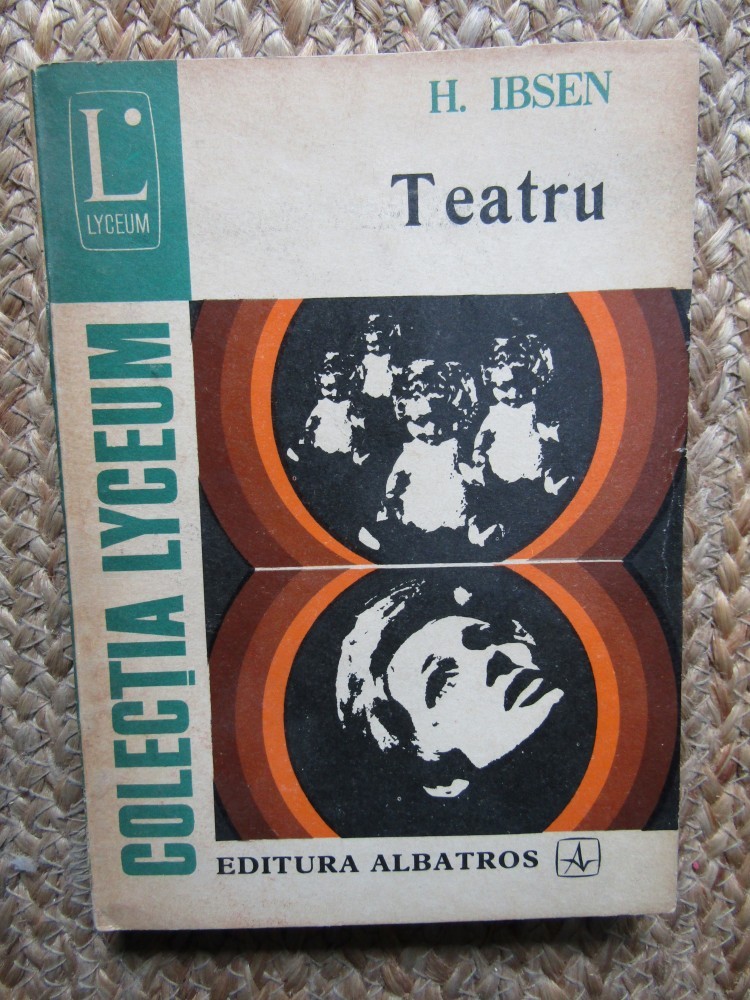 L
LYCEUM
H. IBSEN
Teatru
COLECȚIA LYCEUM
EDITURA ALBATROS